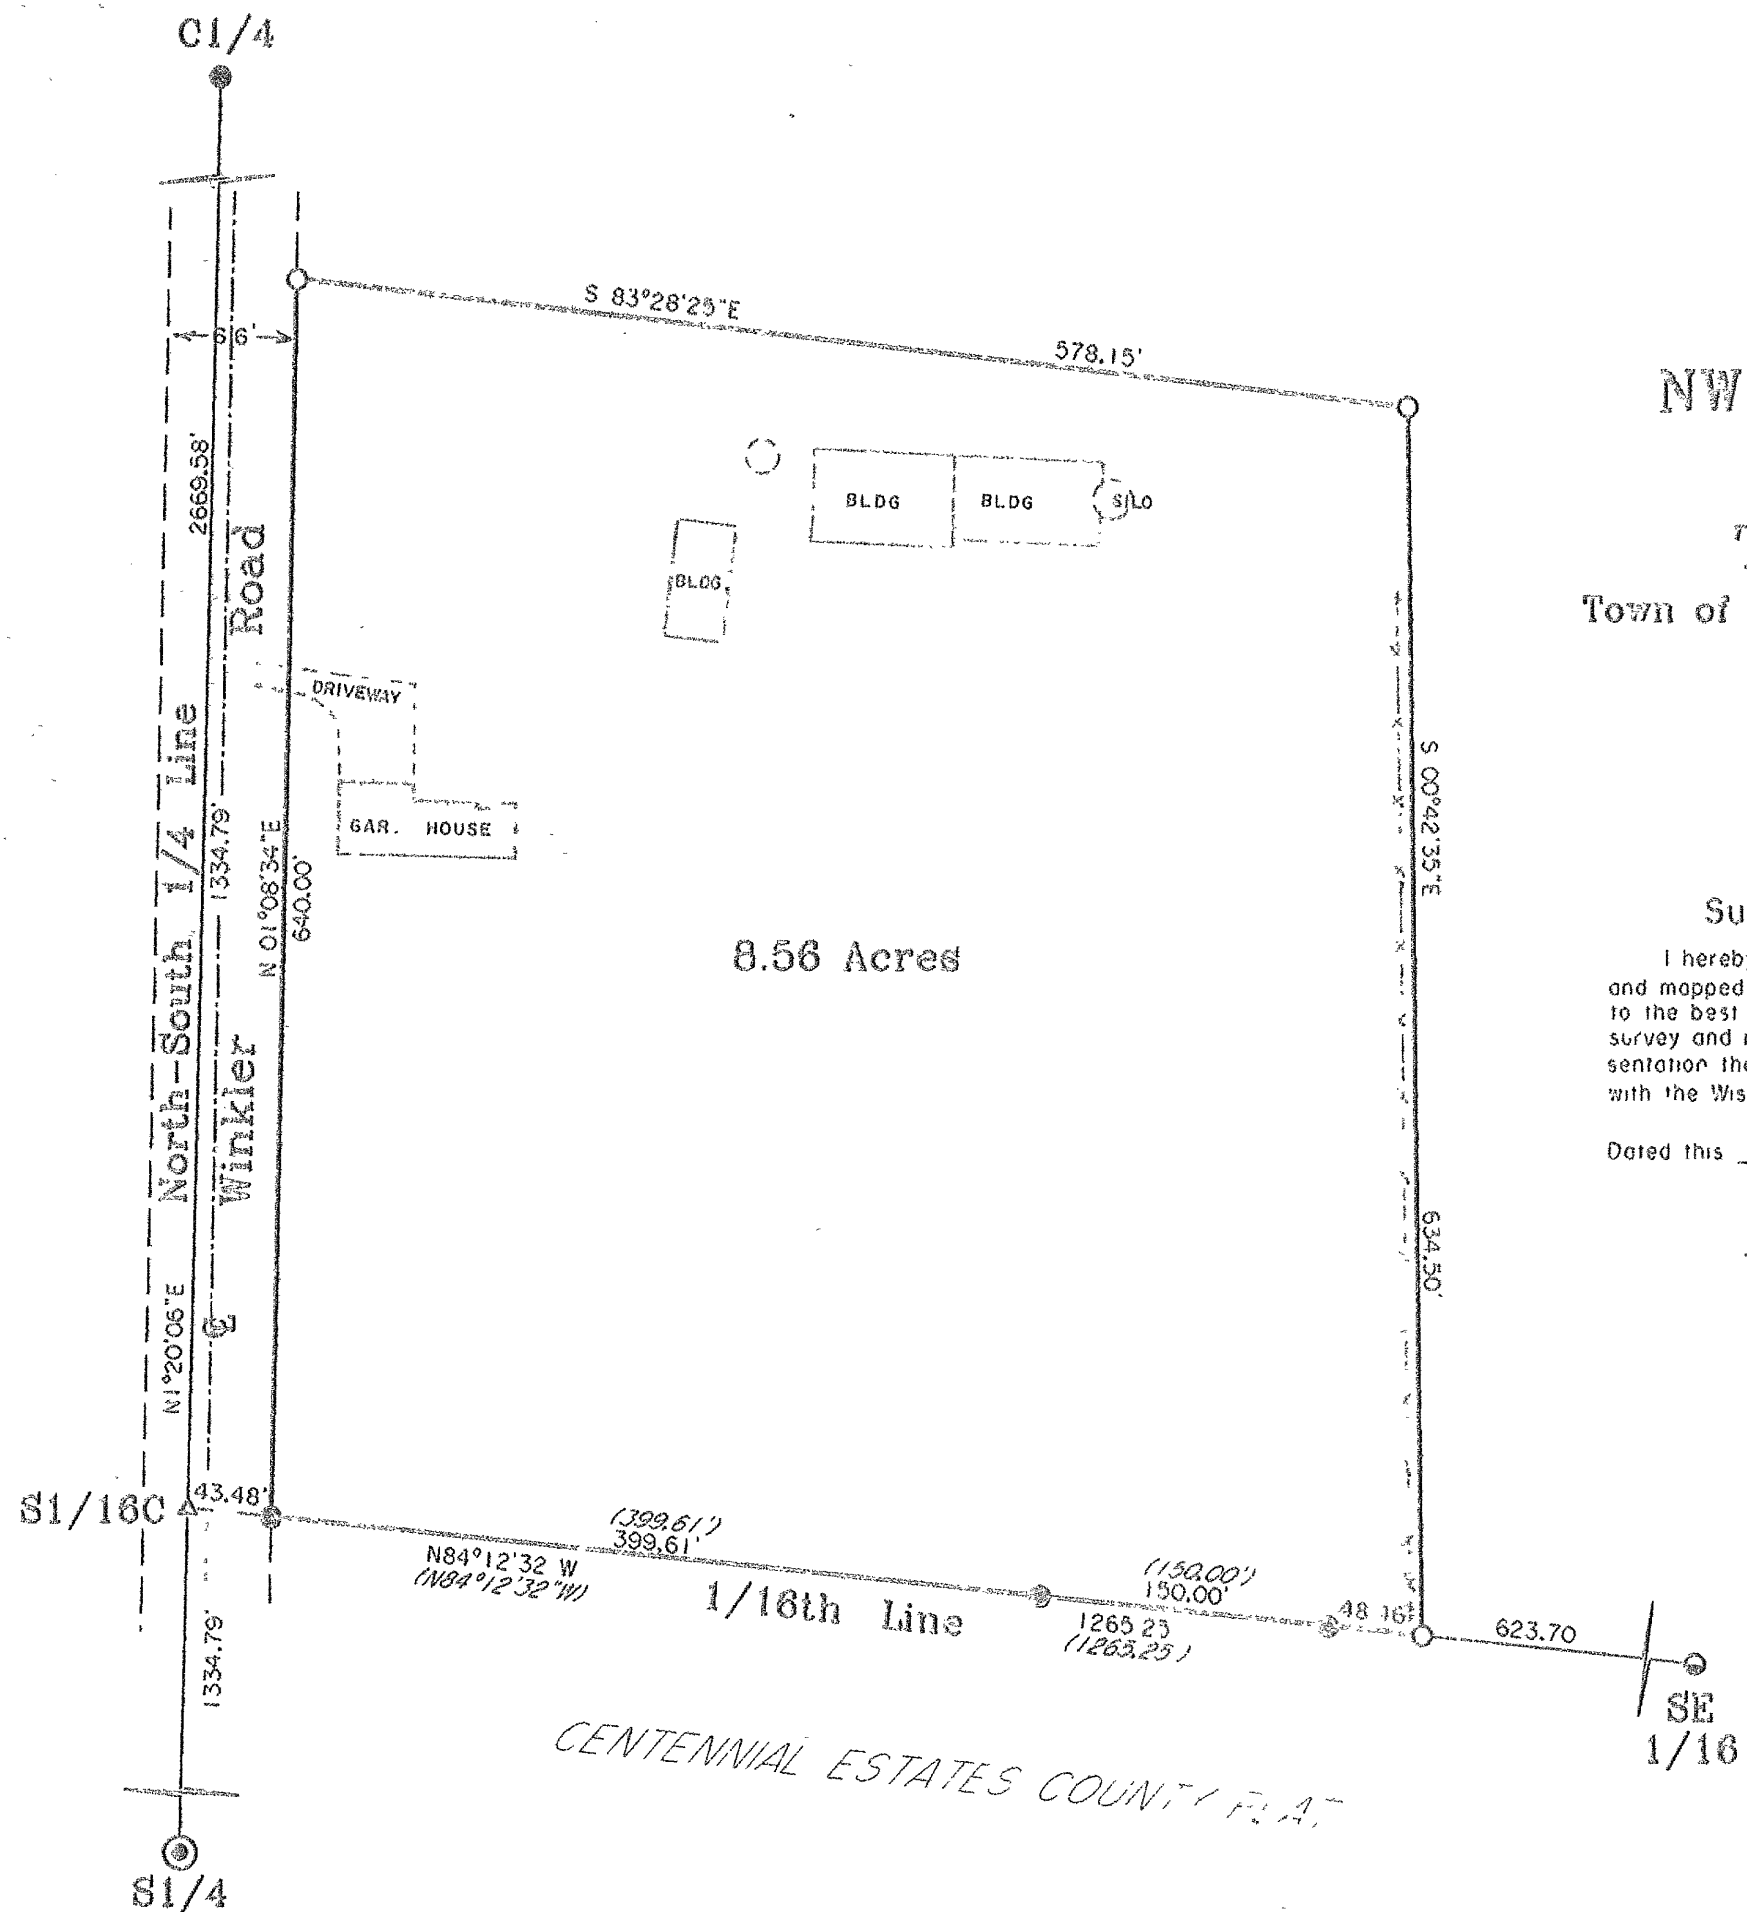 C1/4
S 83°28'25"E
578.15'
66'
NW
2669.58'
BLDG
BLDG
SILO
BLDG.
Town of
Road
DRIVEWAY
North-South 1/4 Line
1334.79'
N 01°08'34"E
640.00'
GAR. HOUSE
S 00°42'35"E
8.56 Acres
Su
I hereb
and mapped
to the best
survey and
sentation the
with the Wis
Dated this
Winkler
634.50'
N1°20'06"E
S1/16C
43.48'
(399.61')
399.61'
N84°12'32 W
(N84°12'32"W)
1/16th Line
(150.00')
150.00'
1265 25
(1265.25)
48 16'
623.70
SE
1/16
1334.79'
CENTENNIAL ESTATES COUNTY PLAT
S1/4